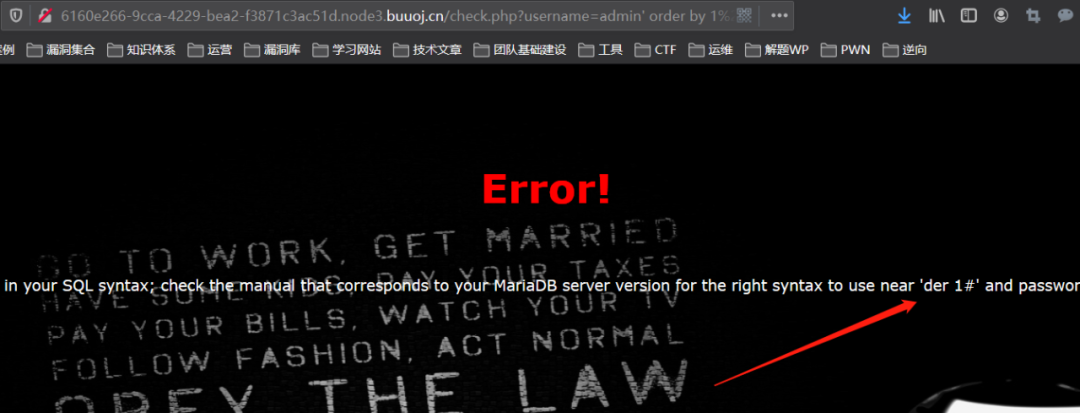 6160e266-9cca-4229-bea2-f3871c3ac51d.node3.buuoj.cn/check.php?username=admin' order by 1%
漏洞集合 知识体系 运营 漏洞库 学习网站 技术文章 团队基础建设 工具 CTF 运维 解题WP PWN 逆向
Error!
GO TO WORK, GET MARRIED
in your SQL syntax; check the manual that corresponds to your MariaDB server version for the right syntax to use near 'der 1#' and passwor
HAVE SOME KIDS, PAY YOUR TAXES
PAY YOUR BILLS, WATCH YOUR TV
FOLLOW FASHION, ACT NORMAL
OBEY THE LAW